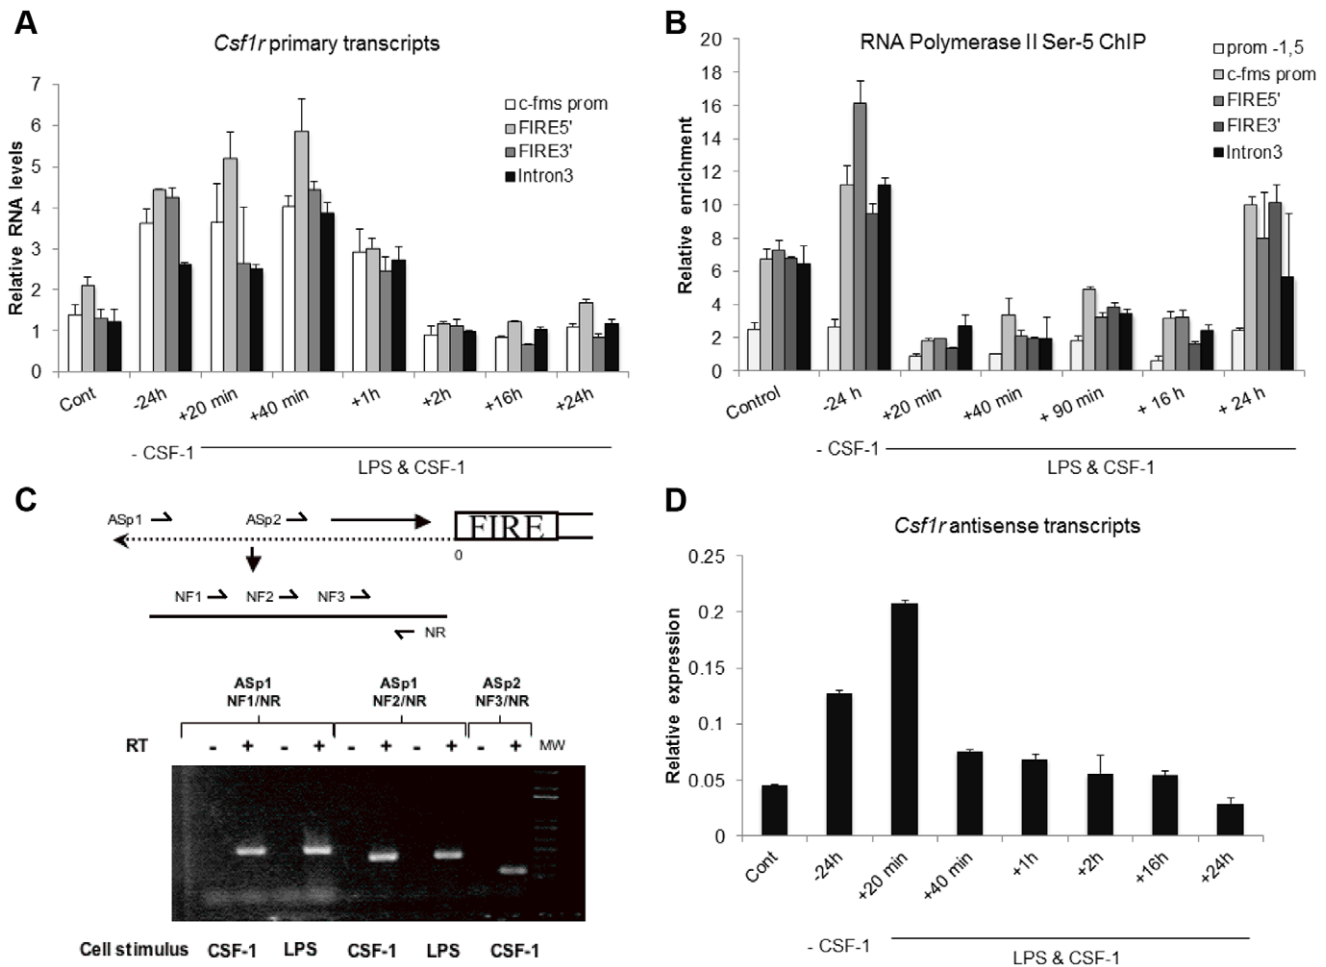 A
Csf1r primary transcripts
Relative RNA levels
7
6
5
4
3
2
1
0
c-fms prom
FIRE5'
FIRE3'
Intron3
Cont
-24h
+20 min
+40 min
+1h
+2h
+16h
+24h
- CSF-1
LPS & CSF-1
B
RNA Polymerase II Ser-5 ChIP
Relative enrichment
20
18
16
14
12
10
8
6
4
2
0
prom -1,5
c-fms prom
FIRE5'
FIRE3'
Intron3
Control
-24 h
+20 min
+40 min
+ 90 min
+ 16 h
+ 24 h
- CSF-1
LPS & CSF-1
C
ASp1
ASp2
FIRE
0
NF1
NF2
NF3
NR
ASp1 ASp1 ASp2
NF1/NR NF2/NR NF3/NR
RT - + - + - + - + - + MW
Cell stimulus CSF-1 LPS CSF-1 LPS CSF-1
D
Csf1r antisense transcripts
Relative expression
0.25
0.2
0.15
0.1
0.05
0
Cont
-24h
+20 min
+40 min
+1h
+2h
+16h
+24h
- CSF-1
LPS & CSF-1